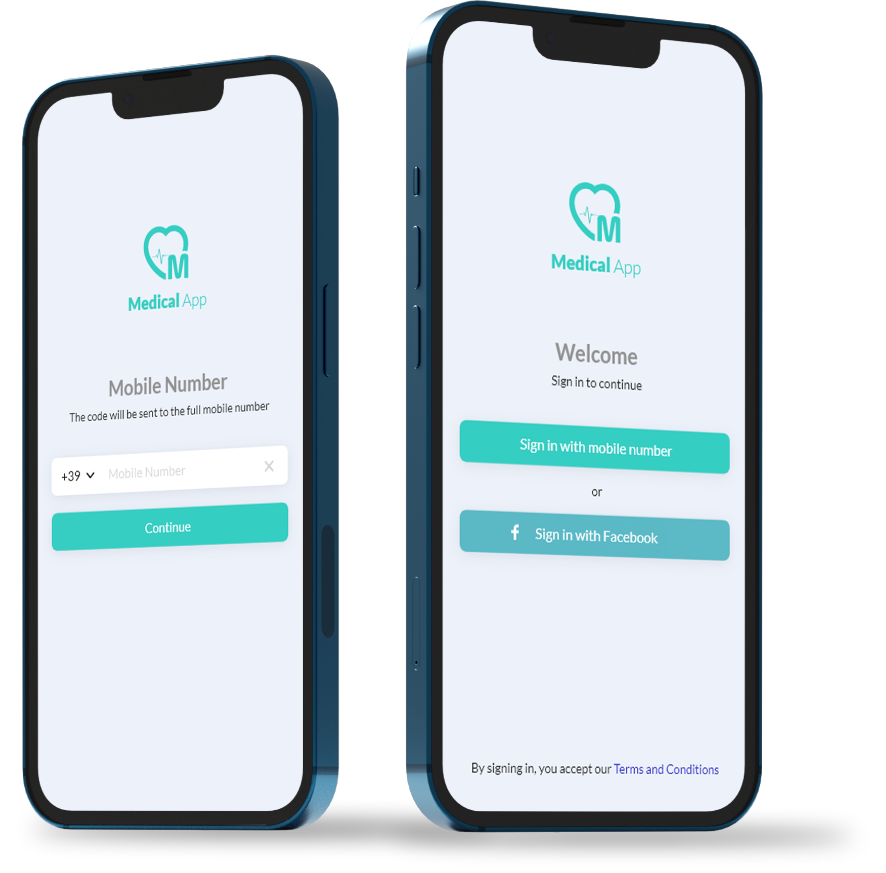 M
Medical App
Mobile Number
The code will be sent to the full mobile number
+39 Mobile Number
Continue
M
Medical App
Welcome
Sign in to continue
Sign in with mobile number
or
f Sign in with Facebook
By signing in, you accept our Terms and Conditions